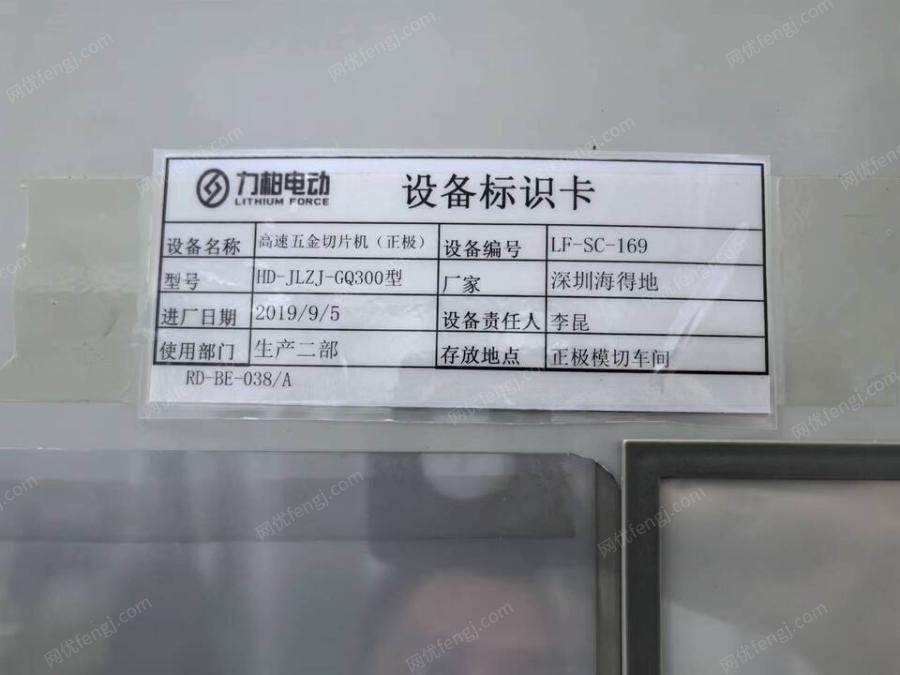 力柏电动
LITHIUM FORCE
设备标识卡
设备名称 高速五金切片机（正极） 设备编号 LF-SC-169
型号 HD-JLZJ-GQ300型 厂家 深圳海得地
进厂日期 2019/9/5 设备责任人 李昆
使用部门 生产二部 存放地点 正极模切车间
RD-BE-038/A
网优fengj.com